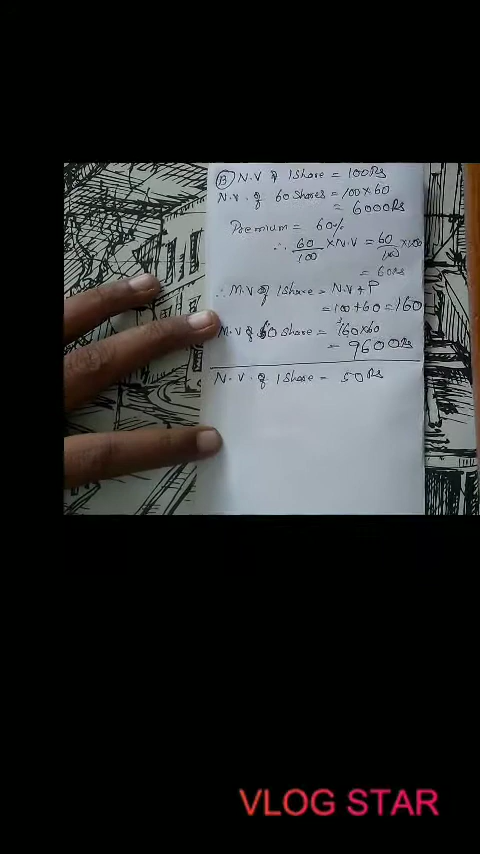 (B) N.V of 1 Share = 100Rs
N.V. of 60 Shares = 100×60
= 6000Rs
Premium = 60%
∴ 60/100 × N.V = 60/100 × 100
= 60Rs
∴ M.V of 1 Share = N.V + P
= 100 + 60 = 160
M.V of 60 Share = 160×60
= 9600Rs
N.V. of 1 Share = 50Rs
VLOG STAR